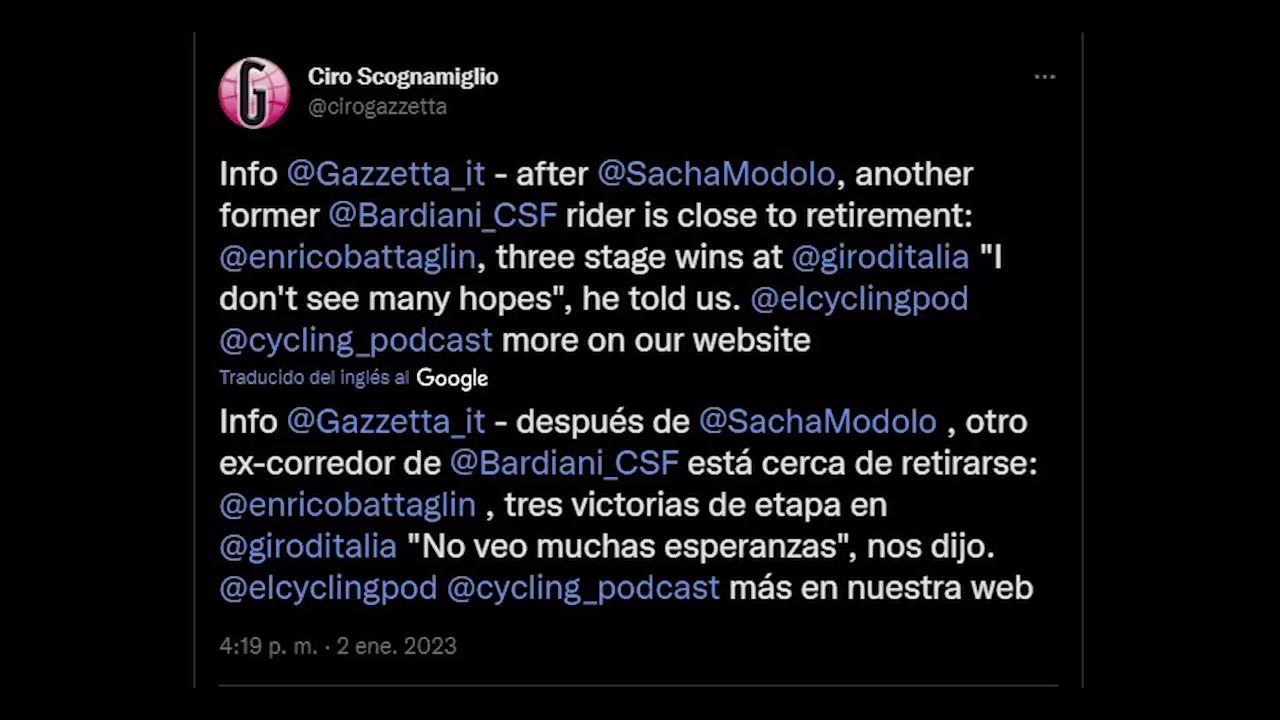 G
Ciro Scognamiglio
@cirogazzetta
Info @Gazzetta_it - after @SachaModolo, another
former @Bardiani_CSF rider is close to retirement:
@enricobattaglin, three stage wins at @giroditalia "I
don't see many hopes", he told us. @elcyclingpod
@cycling_podcast more on our website
Traducido del inglés al Google
Info @Gazzetta_it - después de @SachaModolo , otro
ex-corredor de @Bardiani_CSF está cerca de retirarse:
@enricobattaglin , tres victorias de etapa en
@giroditalia "No veo muchas esperanzas", nos dijo.
@elcyclingpod @cycling_podcast más en nuestra web
4:19 p. m. · 2 ene. 2023